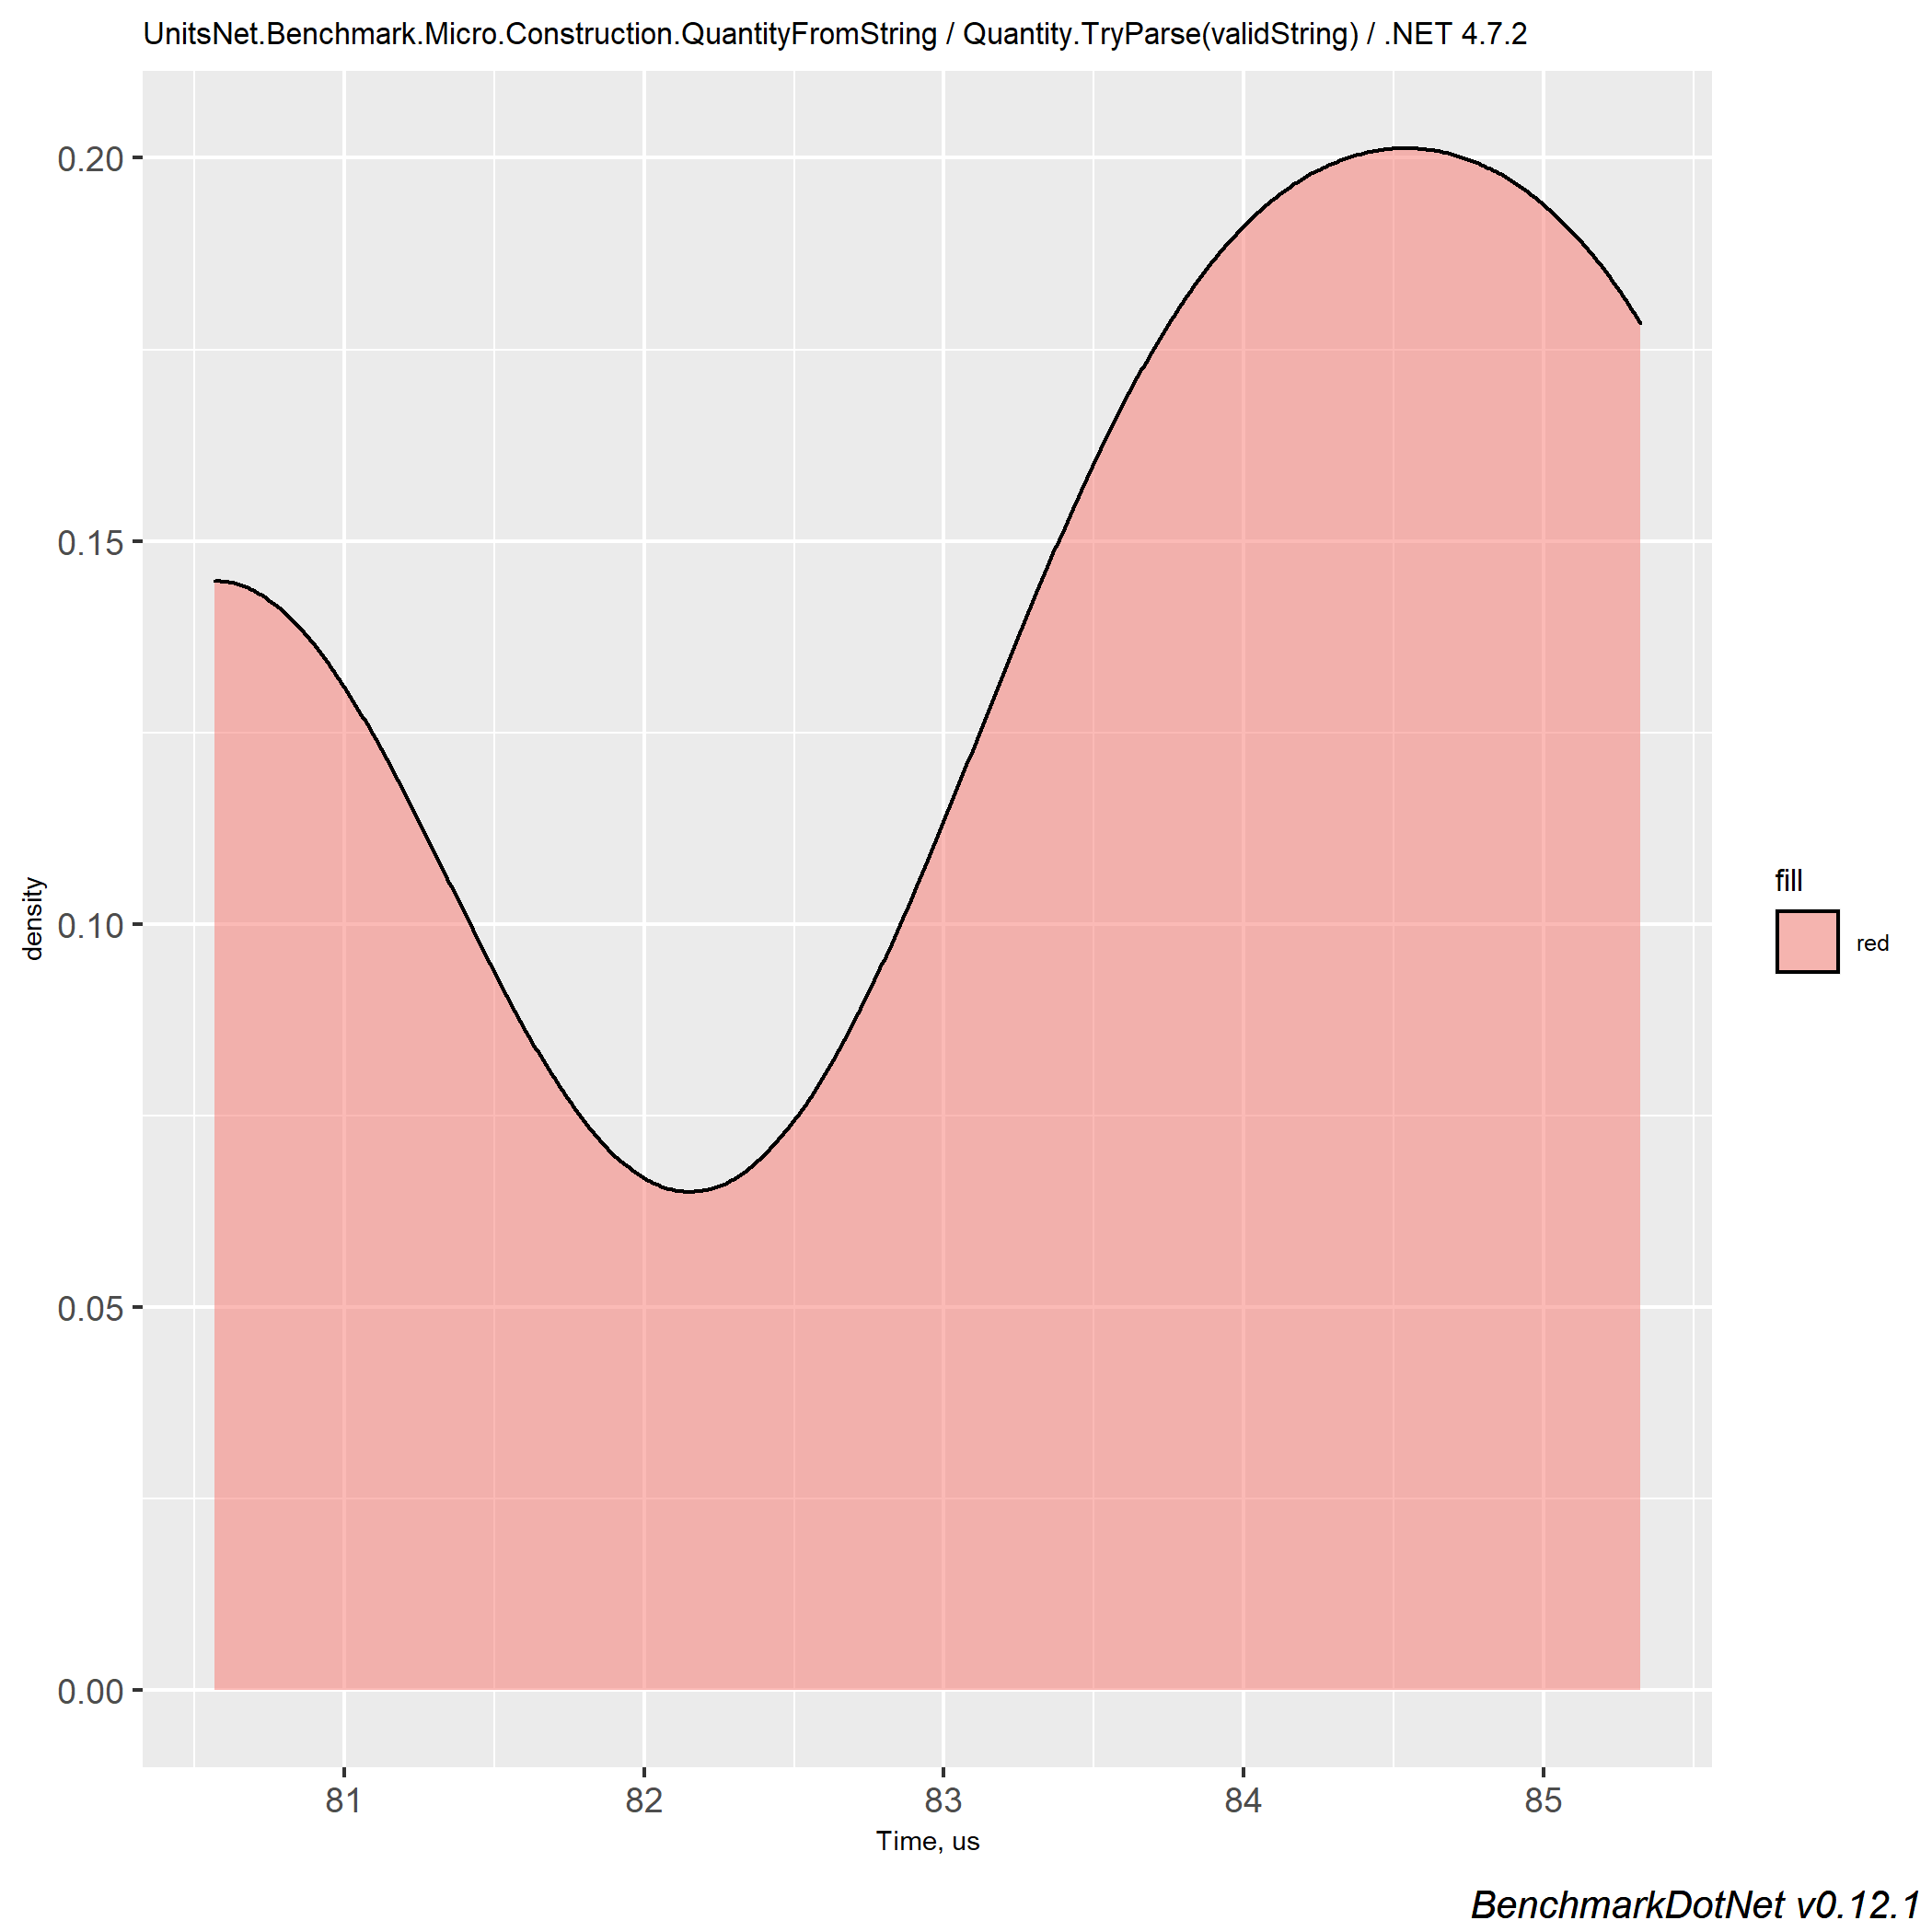 UnitsNet.Benchmark.Micro.Construction.QuantityFromString / Quantity.TryParse(validString) / .NET 4.7.2
0.20
0.15
0.10
0.05
0.00
density
81 82 83 84 85
Time, us
fill
red
BenchmarkDotNet v0.12.1